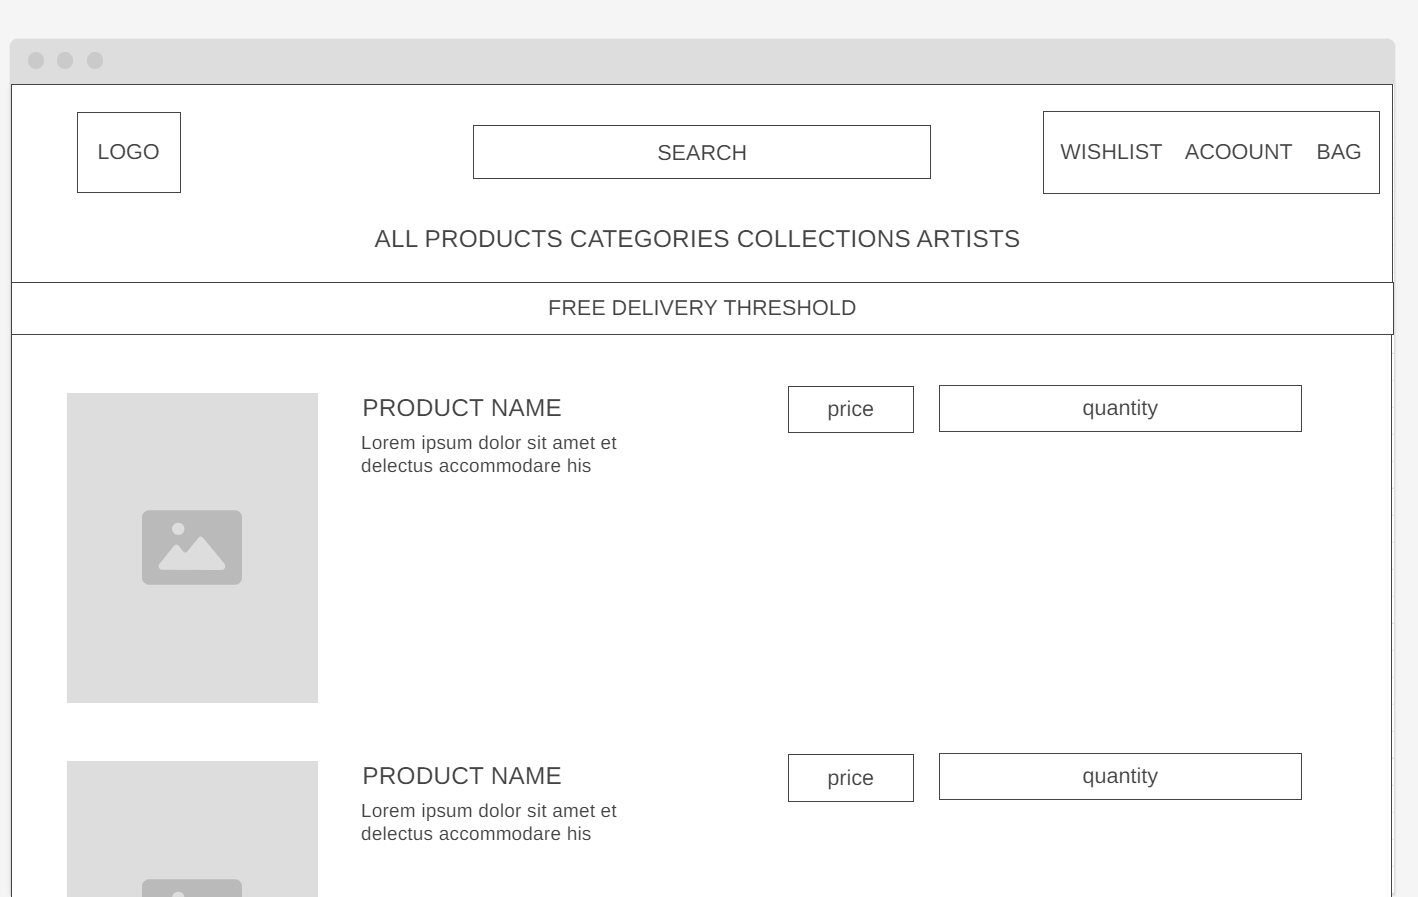 LOGO
SEARCH
WISHLIST ACOOUNT BAG
ALL PRODUCTS CATEGORIES COLLECTIONS ARTISTS
FREE DELIVERY THRESHOLD
PRODUCT NAME
Lorem ipsum dolor sit amet et
delectus accommodare his
price
quantity
PRODUCT NAME
Lorem ipsum dolor sit amet et
delectus accommodare his
price
quantity